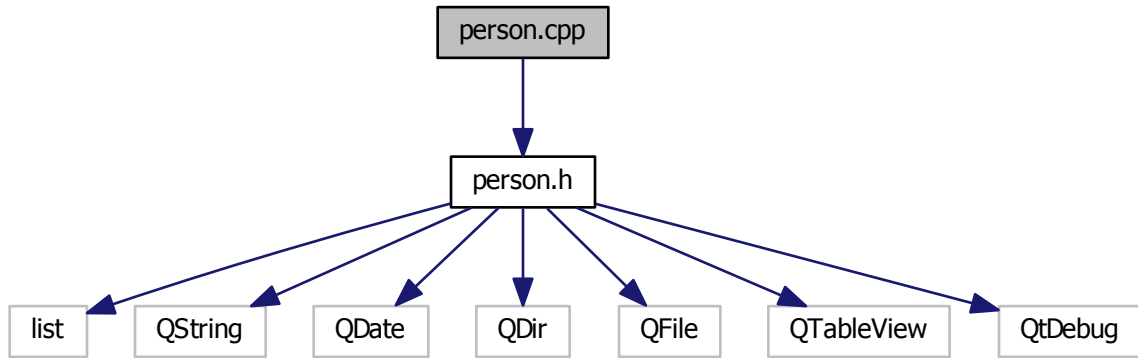 person.cpp
person.h
list
QString
QDate
QDir
QFile
QTableView
QtDebug